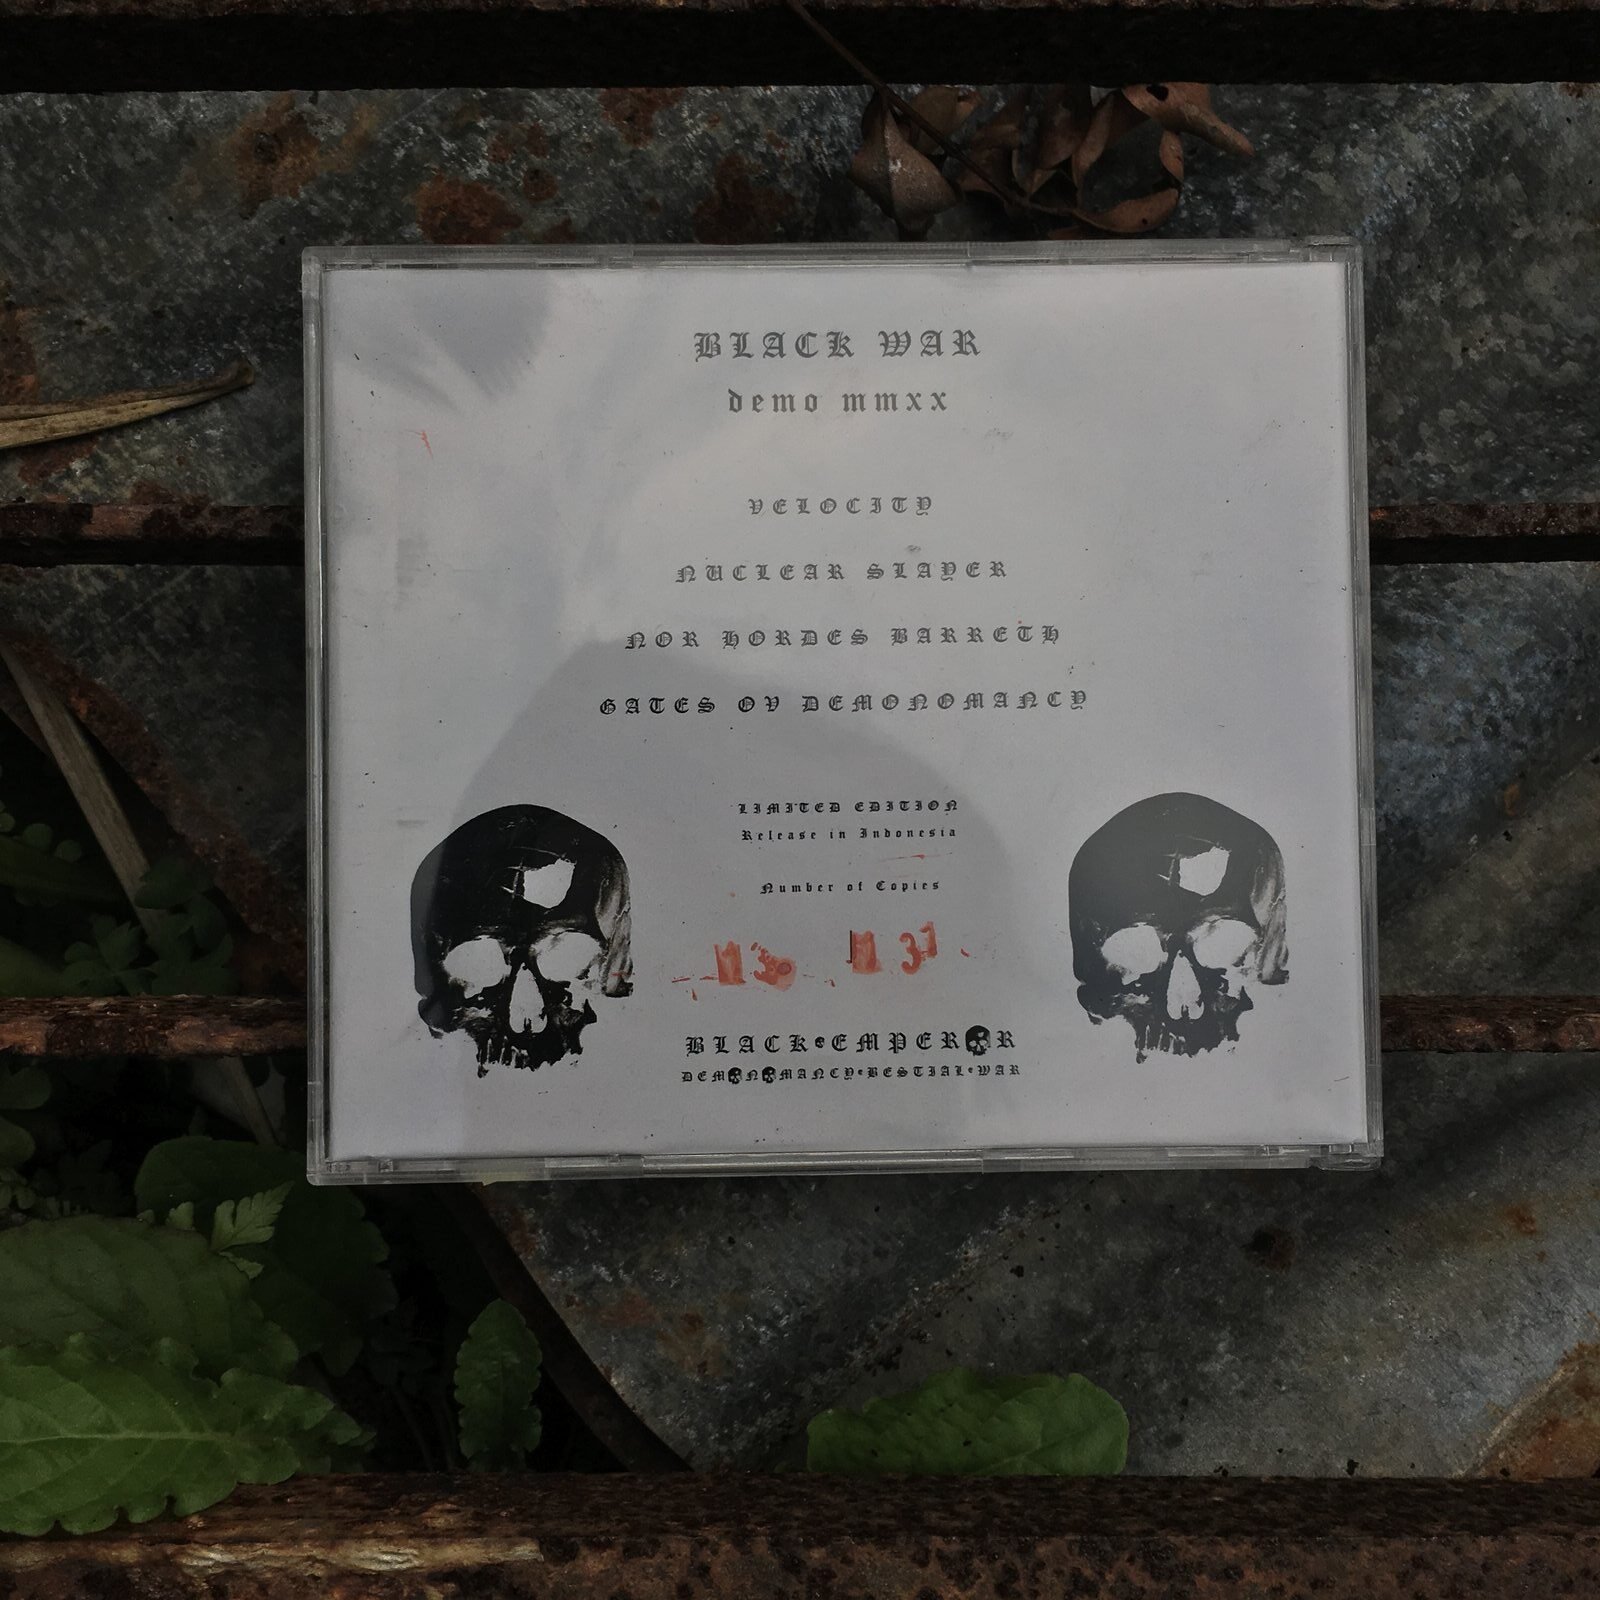 BLACK WAR
demo mmxx
VELOCITY
NUCLEAR SLAYER
NOR HORDES BARRETH
GATES OV DEMONOMANCY
LIMITED EDITION
Release in Indonesia
Number of Copies
BLACK•EMPEROR
DEMONOMANCY•BESTIAL•WAR